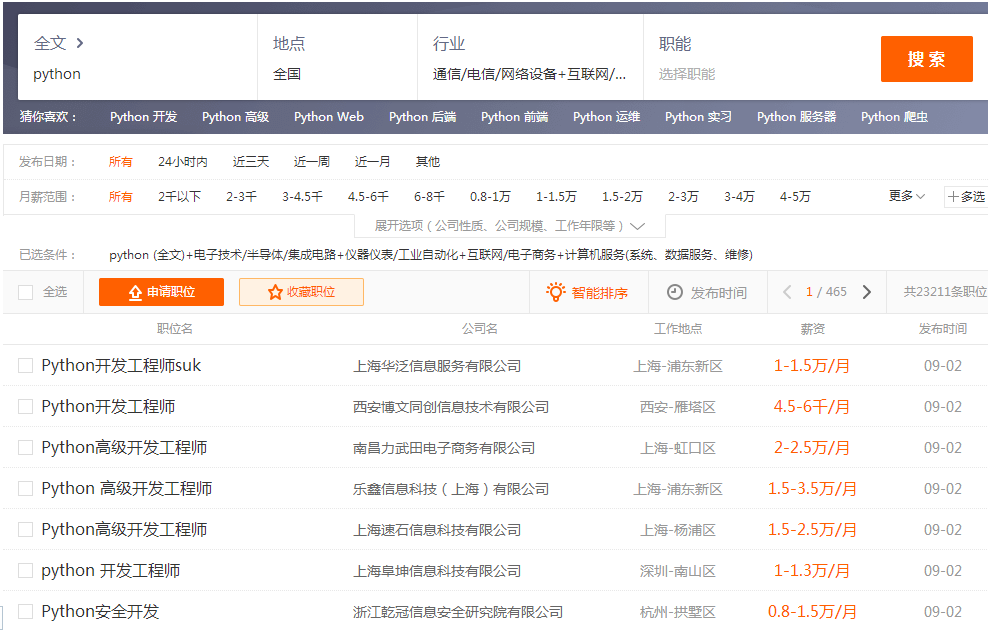 全文 地点 行业 职能
python 全国 通信/电信/网络设备+互联网/... 选择职能 搜索
猜你喜欢： Python 开发 Python 高级 Python Web Python 后端 Python 前端 Python 运维 Python 实习 Python 服务器 Python 爬虫
发布日期： 所有 24小时内 近三天 近一周 近一月 其他
月薪范围： 所有 2千以下 2-3千 3-4.5千 4.5-6千 6-8千 0.8-1万 1-1.5万 1.5-2万 2-3万 3-4万 4-5万 更多 +多选
展开选项（公司性质、公司规模、工作年限等）
已选条件： python (全文)+电子技术/半导体/集成电路+仪器仪表/工业自动化+互联网/电子商务+计算机服务(系统、数据服务、维修)
全选 申请职位 收藏职位 智能排序 发布时间 1 / 465 共23211条职位
职位名 公司名 工作地点 薪资 发布时间
Python开发工程师suk 上海华泛信息服务有限公司 上海-浦东新区 1-1.5万/月 09-02
Python开发工程师 西安博文同创信息技术有限公司 西安-雁塔区 4.5-6千/月 09-02
Python高级开发工程师 南昌力武田电子商务有限公司 上海-虹口区 2-2.5万/月 09-02
Python 高级开发工程师 乐鑫信息科技（上海）有限公司 上海-浦东新区 1.5-3.5万/月 09-02
Python高级开发工程师 上海速石信息科技有限公司 上海-杨浦区 1.5-2.5万/月 09-02
python 开发工程师 上海阜坤信息科技有限公司 深圳-南山区 1-1.3万/月 09-02
Python安全开发 浙江乾冠信息安全研究院有限公司 杭州-拱墅区 0.8-1.5万/月 09-02